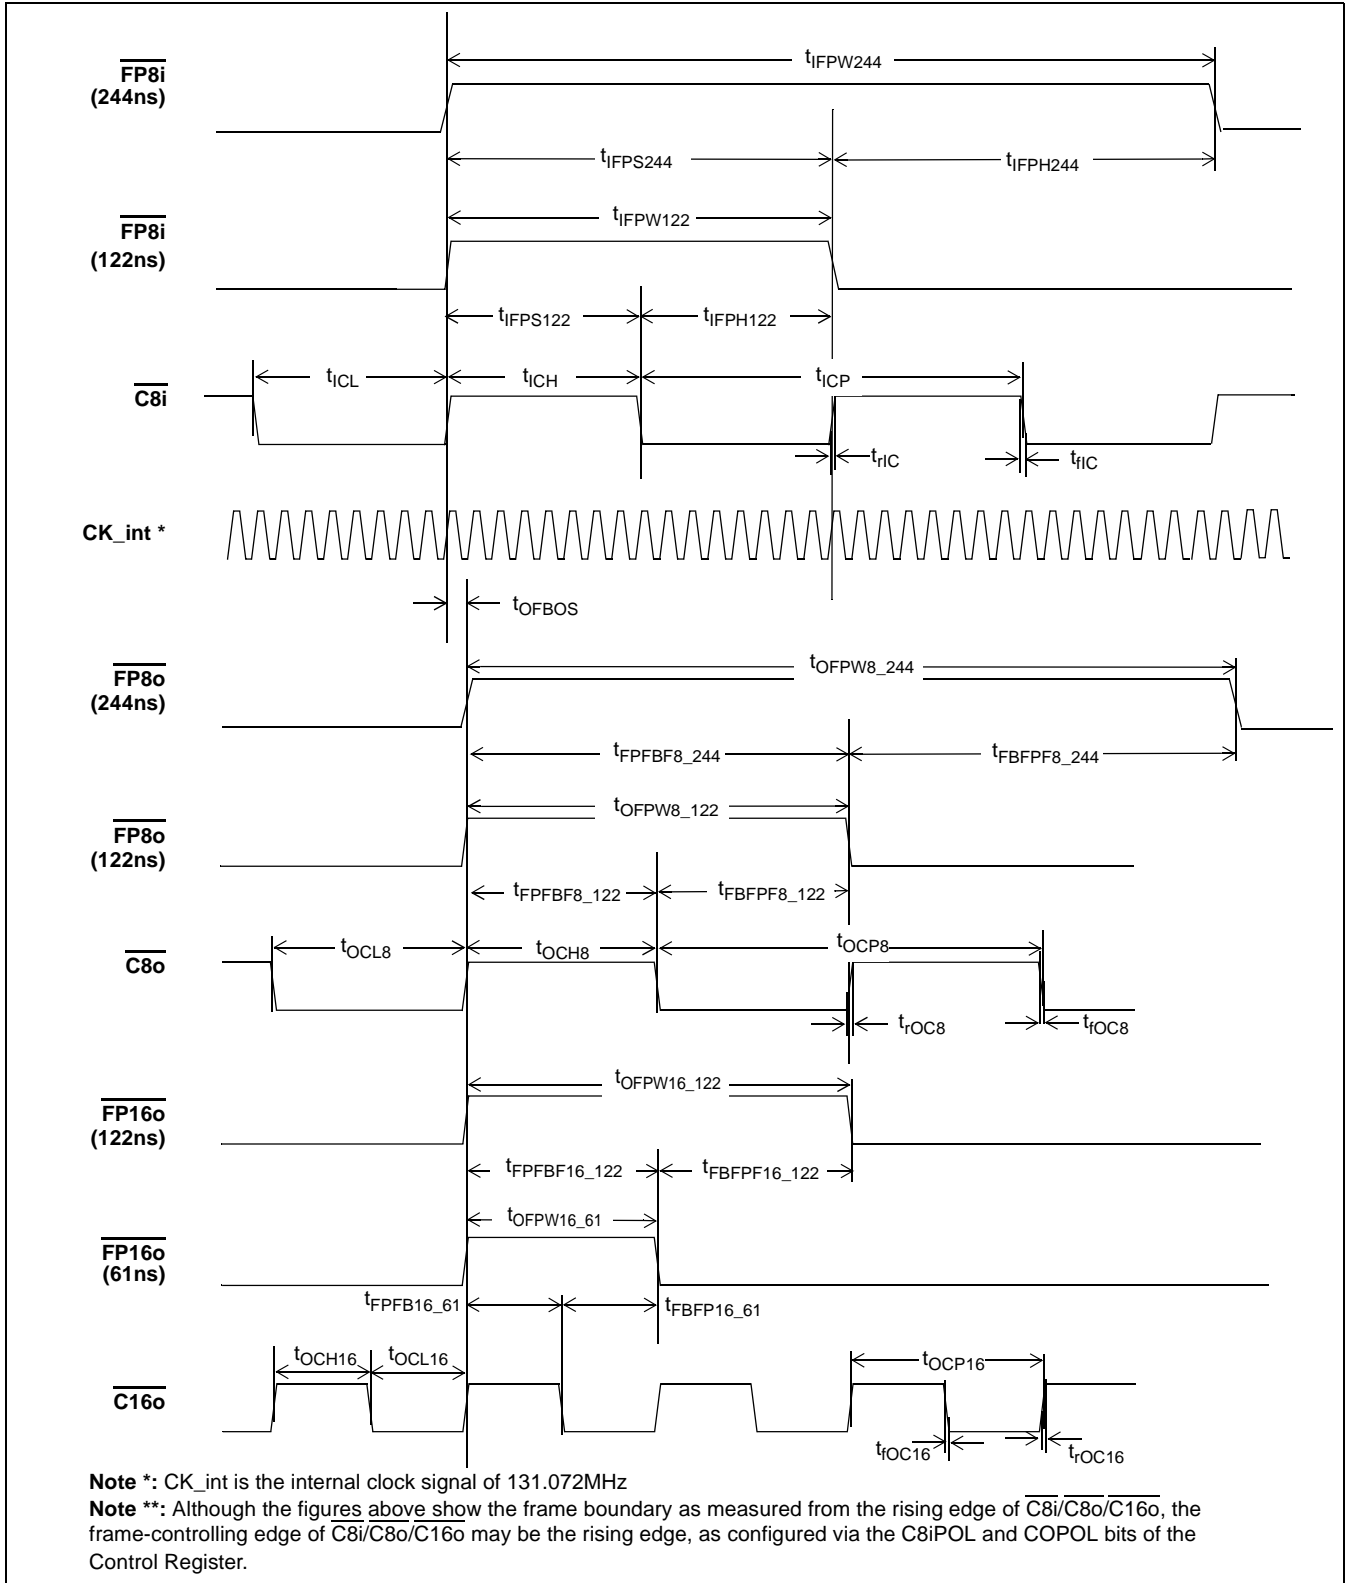 tIFPW244
FP8i
(244ns)
tIFPS244
tIFPH244
tIFPW122
FP8i
(122ns)
tIFPS122
tIFPH122
tICL
tICH
tICP
C8i
trIC
tfIC
CK_int *
tOFBOS
tOFPW8_244
FP8o
(244ns)
tFPFBF8_244
tFBFPF8_244
tOFPW8_122
FP8o
(122ns)
tFPFBF8_122
tFBFPF8_122
tOCL8
tOCH8
tOCP8
C8o
trOC8
tfOC8
tOFPW16_122
FP16o
(122ns)
tFPFBF16_122
tFBFPF16_122
tOFPW16_61
FP16o
(61ns)
tFPFB16_61
tFBFP16_61
tOCH16
tOCL16
tOCP16
C16o
tfOC16
trOC16
Note *: CK_int is the internal clock signal of 131.072MHz
Note **: Although the figures above show the frame boundary as measured from the rising edge of C8i/C8o/C16o, the
frame-controlling edge of C8i/C8o/C16o may be the rising edge, as configured via the C8iPOL and COPOL bits of the
Control Register.